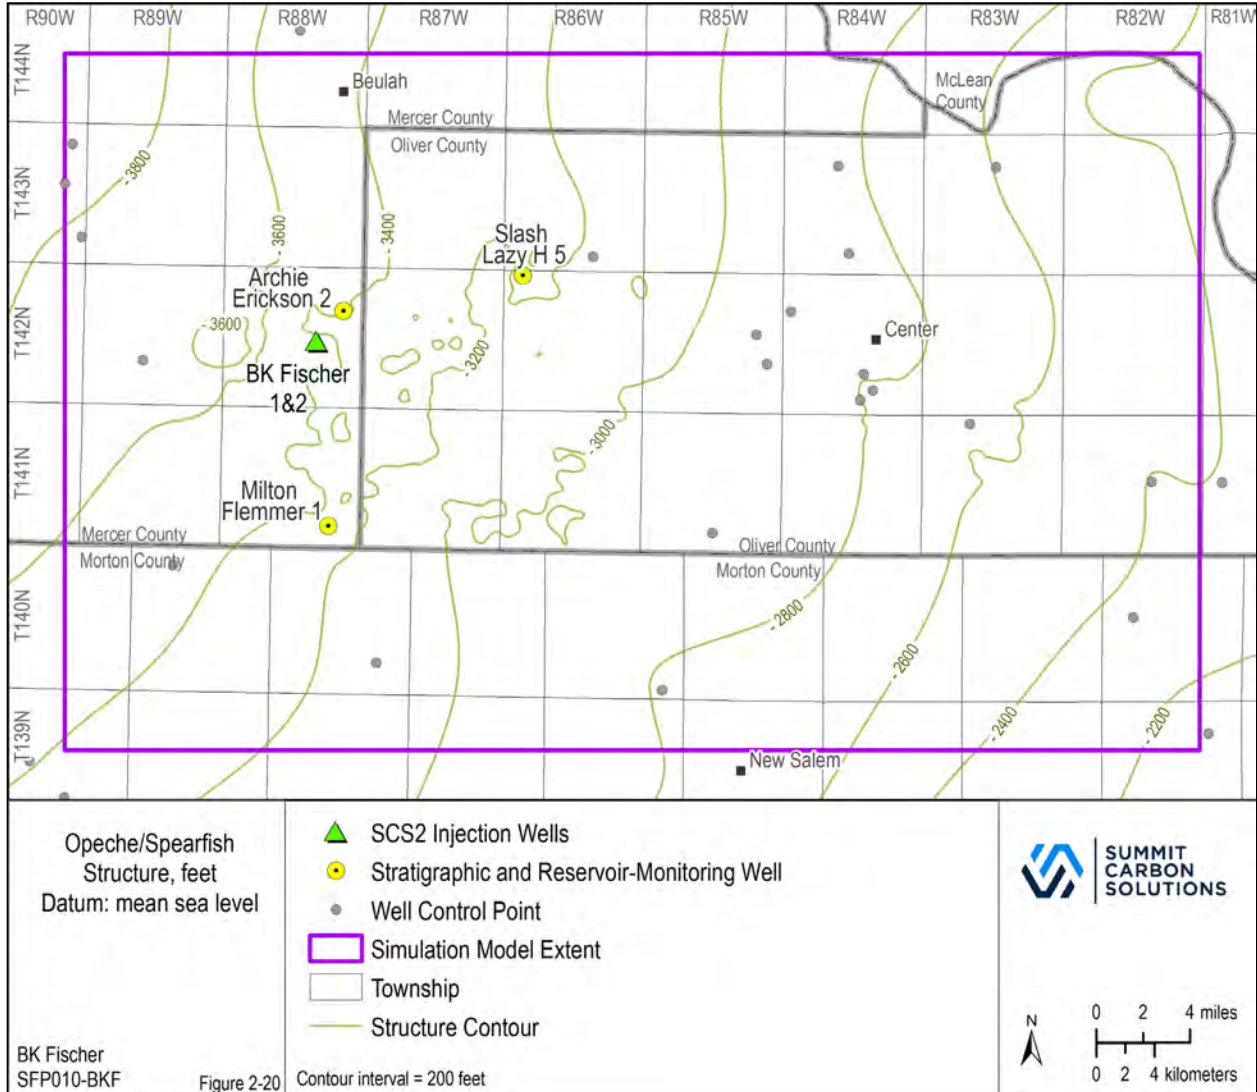 R90W R89W R88W R87W R86W R85W R84W R83W R82W R81W
T144N
T143N
T142N
T141N
T140N
T139N
Beulah
McLean
County
Mercer County
Oliver County
- 3800
- 3600
- 3400
Slash
Lazy H 5
Archie
Erickson 2
- 3600
BK Fischer
1&2
- 3200
Center
- 3000
Milton
Flemmer 1
Mercer County
Morton County
Oliver County
Morton County
- 2800
- 2600
- 2400
- 2200
New Salem
Opeche/Spearfish
Structure, feet
Datum: mean sea level
BK Fischer
SFP010-BKF
Figure 2-20
SCS2 Injection Wells
Stratigraphic and Reservoir-Monitoring Well
Well Control Point
Simulation Model Extent
Township
Structure Contour
Contour interval = 200 feet
SUMMIT
CARBON
SOLUTIONS
N
0 2 4 miles
0 2 4 kilometers